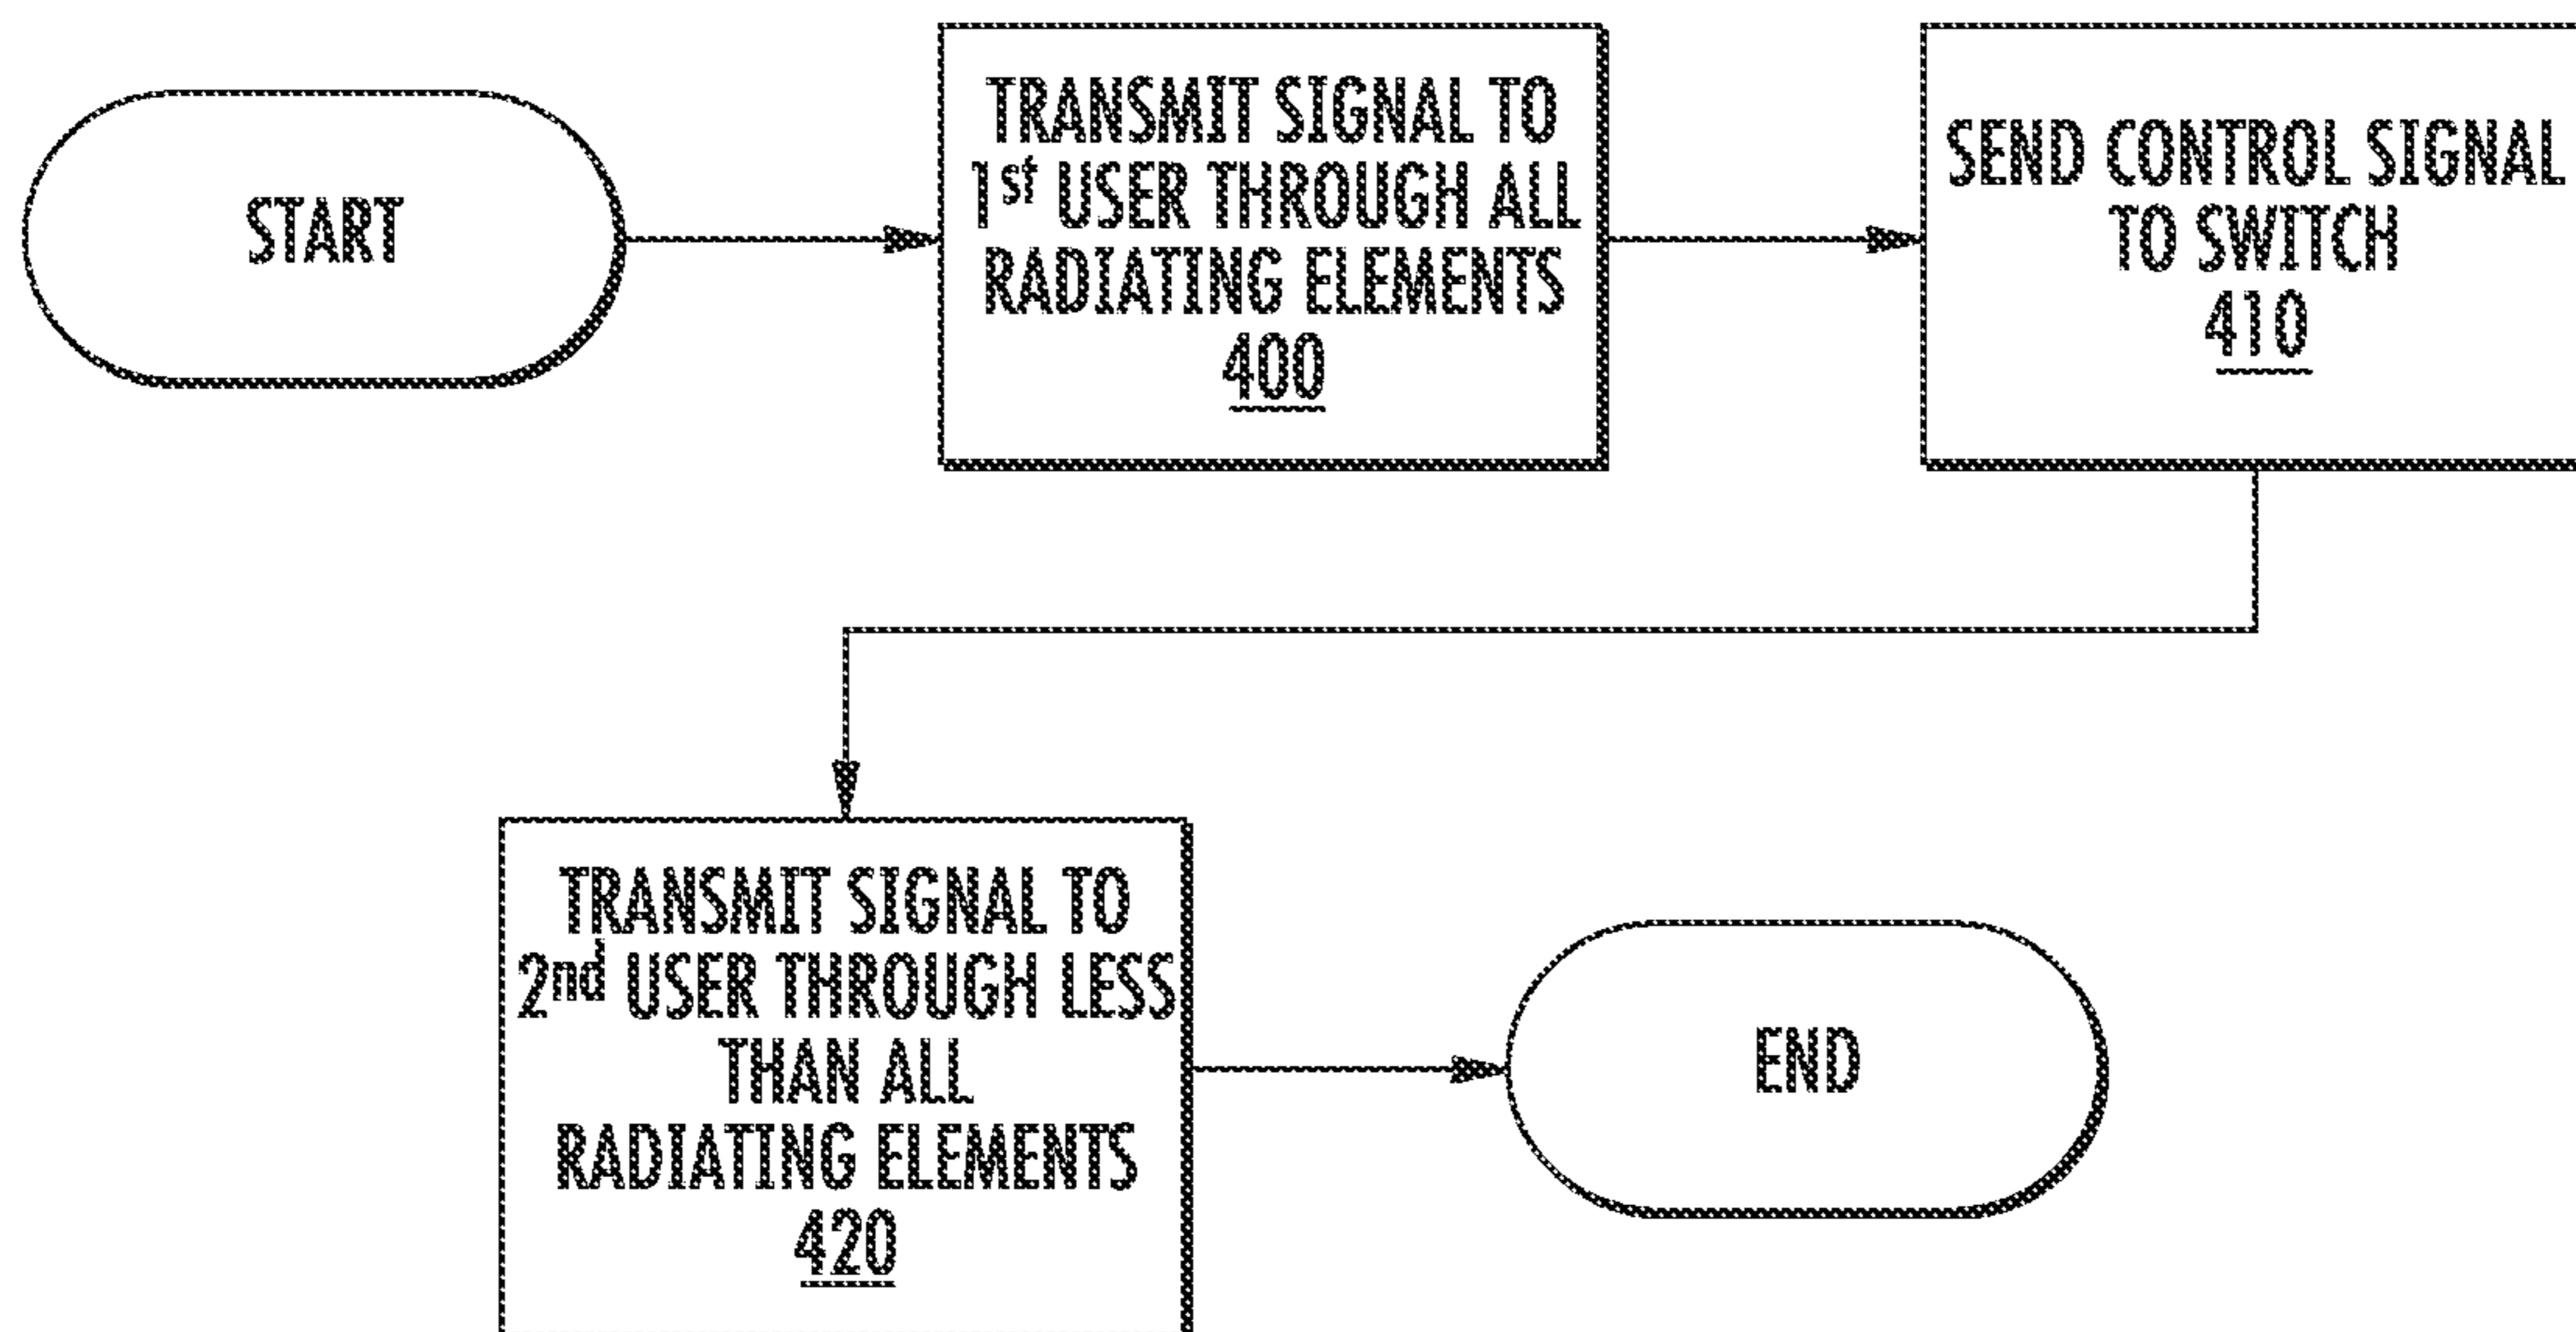 START
TRANSMIT SIGNAL TO
1st USER THROUGH ALL
RADIATING ELEMENTS
400
SEND CONTROL SIGNAL
TO SWITCH
410
TRANSMIT SIGNAL TO
2nd USER THROUGH LESS
THAN ALL
RADIATING ELEMENTS
420
END